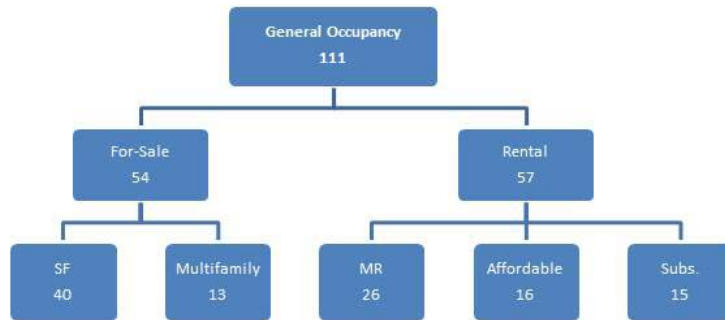 General Occupancy
111
For-Sale
54
Rental
57
SF
40
Multifamily
13
MR
26
Affordable
16
Subs.
15